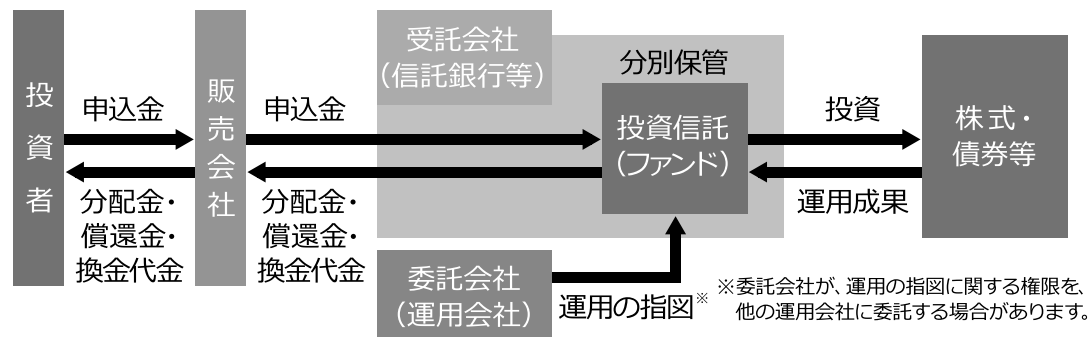 投資者
申込金
分配金・
償還金・
換金代金
販売会社
申込金
分配金・
償還金・
換金代金
受託会社
（信託銀行等）
分別保管
投資信託
（ファンド）
投資
運用成果
株式・
債券等
委託会社
（運用会社）
運用の指図※
※委託会社が、運用の指図に関する権限を、
他の運用会社に委託する場合があります。